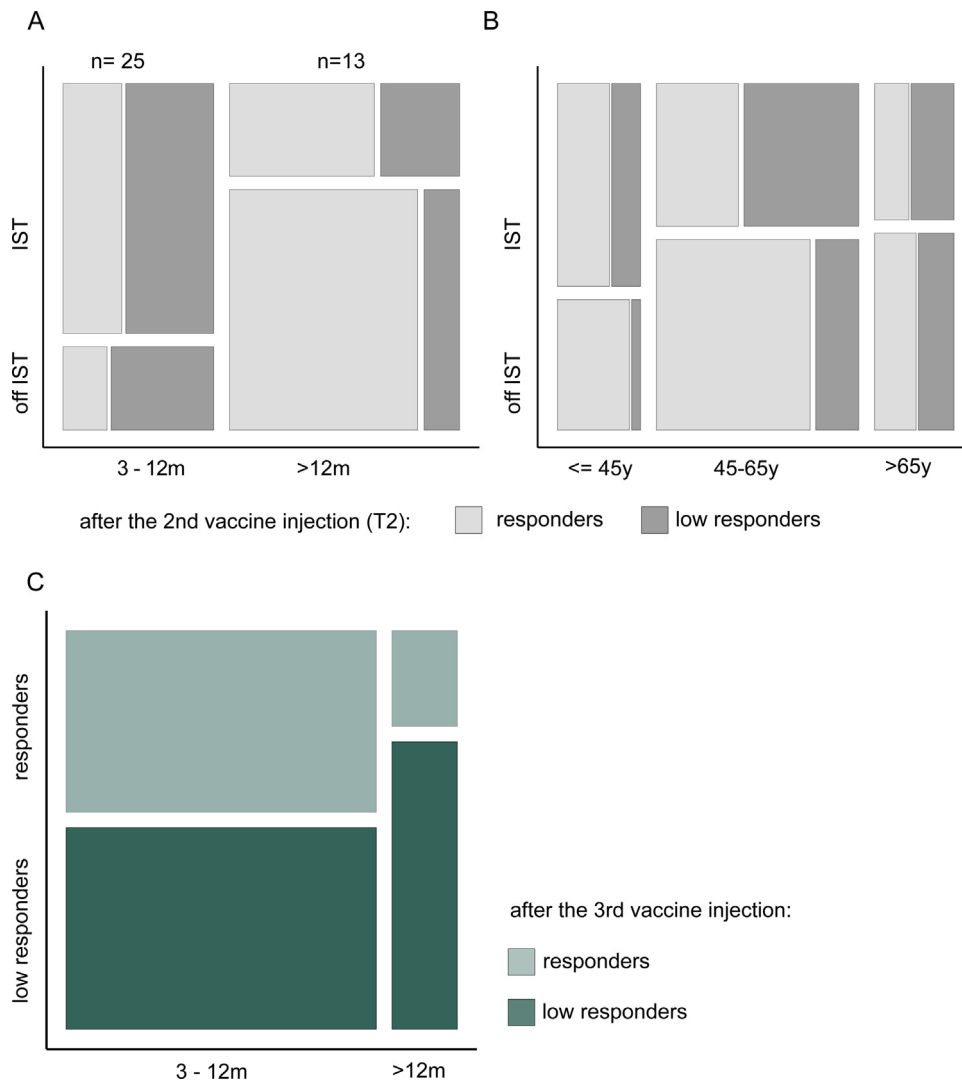 A
B
n= 25
n=13
IST
off IST
3 - 12m
>12m
IST
off IST
<= 45y
45-65y
>65y
after the 2nd vaccine injection (T2):
responders
low responders
C
responders
low responders
3 - 12m
>12m
after the 3rd vaccine injection:
responders
low responders